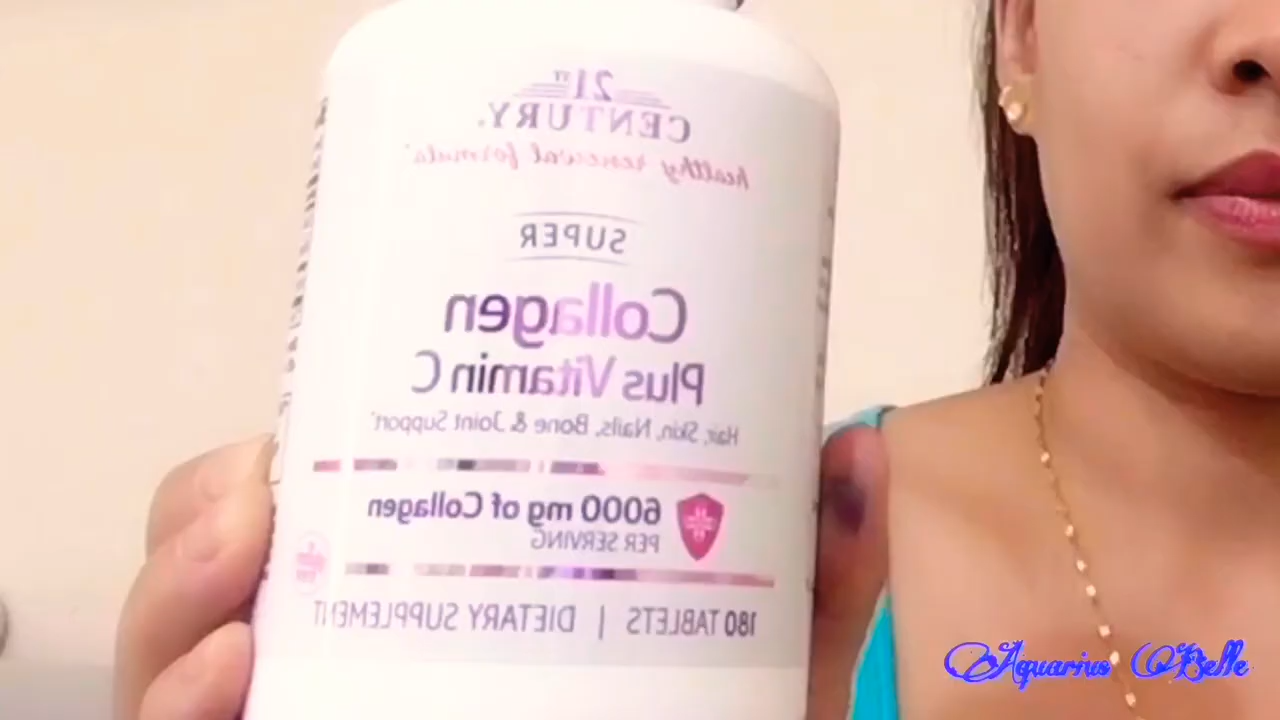 21ST
CENTURY.
healthy renewal formula*
SUPER
Collagen
Plus Vitamin C
Hair, Skin, Nails, Bone & Joint Support*
6000 mg of Collagen
PER SERVING
180 TABLETS | DIETARY SUPPLEMENT
Aquarius Belle